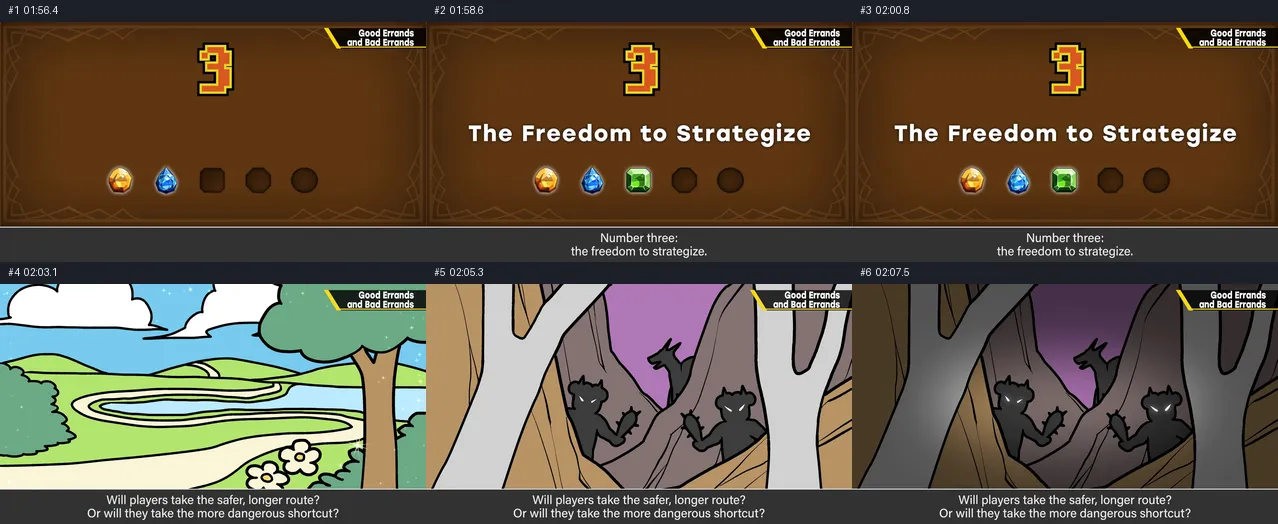 #1 01:56.4
Good Errands
and Bad Errands
3
#2 01:58.6
Good Errands
and Bad Errands
3
The Freedom to Strategize
Number three:
the freedom to strategize.
#3 02:00.8
Good Errands
and Bad Errands
3
The Freedom to Strategize
Number three:
the freedom to strategize.
#4 02:03.1
Good Errands
and Bad Errands
Will players take the safer, longer route?
Or will they take the more dangerous shortcut?
#5 02:05.3
Good Errands
and Bad Errands
Will players take the safer, longer route?
Or will they take the more dangerous shortcut?
#6 02:07.5
Good Errands
and Bad Errands
Will players take the safer, longer route?
Or will they take the more dangerous shortcut?